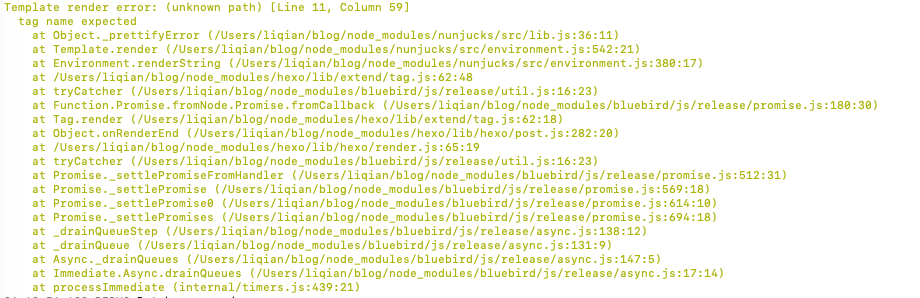 Template render error: (unknown path) [Line 11, Column 59]
  tag name expected
    at Object._prettifyError (/Users/liqian/blog/node_modules/nunjucks/src/lib.js:36:11)
    at Template.render (/Users/liqian/blog/node_modules/nunjucks/src/environment.js:542:21)
    at Environment.renderString (/Users/liqian/blog/node_modules/nunjucks/src/environment.js:380:17)
    at /Users/liqian/blog/node_modules/hexo/lib/extend/tag.js:62:48
    at tryCatcher (/Users/liqian/blog/node_modules/bluebird/js/release/util.js:16:23)
    at Function.Promise.fromNode.Promise.fromCallback (/Users/liqian/blog/node_modules/bluebird/js/release/promise.js:180:30)
    at Tag.render (/Users/liqian/blog/node_modules/hexo/lib/extend/tag.js:62:18)
    at Object.onRenderEnd (/Users/liqian/blog/node_modules/hexo/lib/hexo/post.js:282:20)
    at /Users/liqian/blog/node_modules/hexo/lib/hexo/render.js:65:19
    at tryCatcher (/Users/liqian/blog/node_modules/bluebird/js/release/util.js:16:23)
    at Promise._settlePromiseFromHandler (/Users/liqian/blog/node_modules/bluebird/js/release/promise.js:512:31)
    at Promise._settlePromise (/Users/liqian/blog/node_modules/bluebird/js/release/promise.js:569:18)
    at Promise._settlePromise0 (/Users/liqian/blog/node_modules/bluebird/js/release/promise.js:614:10)
    at Promise._settlePromises (/Users/liqian/blog/node_modules/bluebird/js/release/promise.js:694:18)
    at _drainQueueStep (/Users/liqian/blog/node_modules/bluebird/js/release/async.js:138:12)
    at _drainQueue (/Users/liqian/blog/node_modules/bluebird/js/release/async.js:131:9)
    at Async._drainQueues (/Users/liqian/blog/node_modules/bluebird/js/release/async.js:147:5)
    at Immediate.Async.drainQueues (/Users/liqian/blog/node_modules/bluebird/js/release/async.js:17:14)
    at processImmediate (internal/timers.js:439:21)